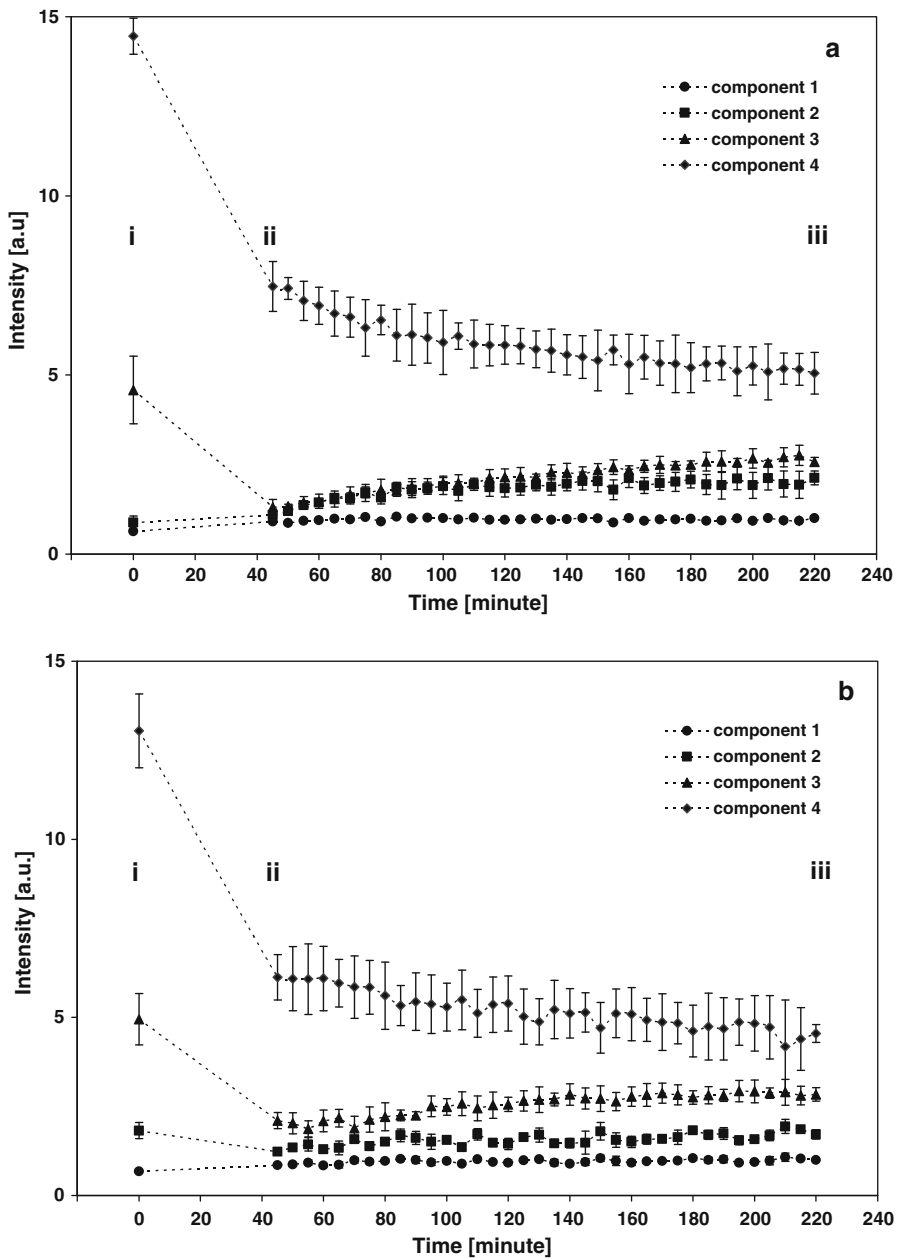 15
a
component 1
component 2
component 3
component 4
10
i
ii
iii
Intensity [a.u]
5
0
0 20 40 60 80 100 120 140 160 180 200 220 240
Time [minute]
15
b
component 1
component 2
component 3
component 4
10
i
ii
iii
Intensity [a.u.]
5
0
0 20 40 60 80 100 120 140 160 180 200 220 240
Time [minute]